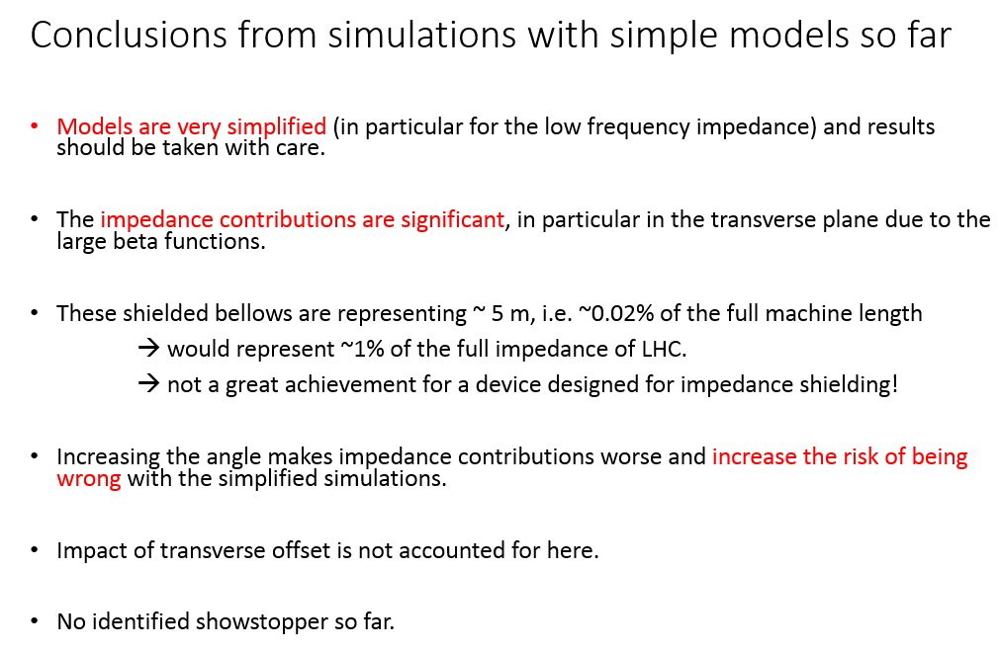 Conclusions from simulations with simple models so far
• Models are very simplified (in particular for the low frequency impedance) and results
should be taken with care.
• The impedance contributions are significant, in particular in the transverse plane due to the
large beta functions.
• These shielded bellows are representing ~ 5 m, i.e. ~0.02% of the full machine length
→ would represent ~1% of the full impedance of LHC.
→ not a great achievement for a device designed for impedance shielding!
• Increasing the angle makes impedance contributions worse and increase the risk of being
wrong with the simplified simulations.
• Impact of transverse offset is not accounted for here.
• No identified showstopper so far.